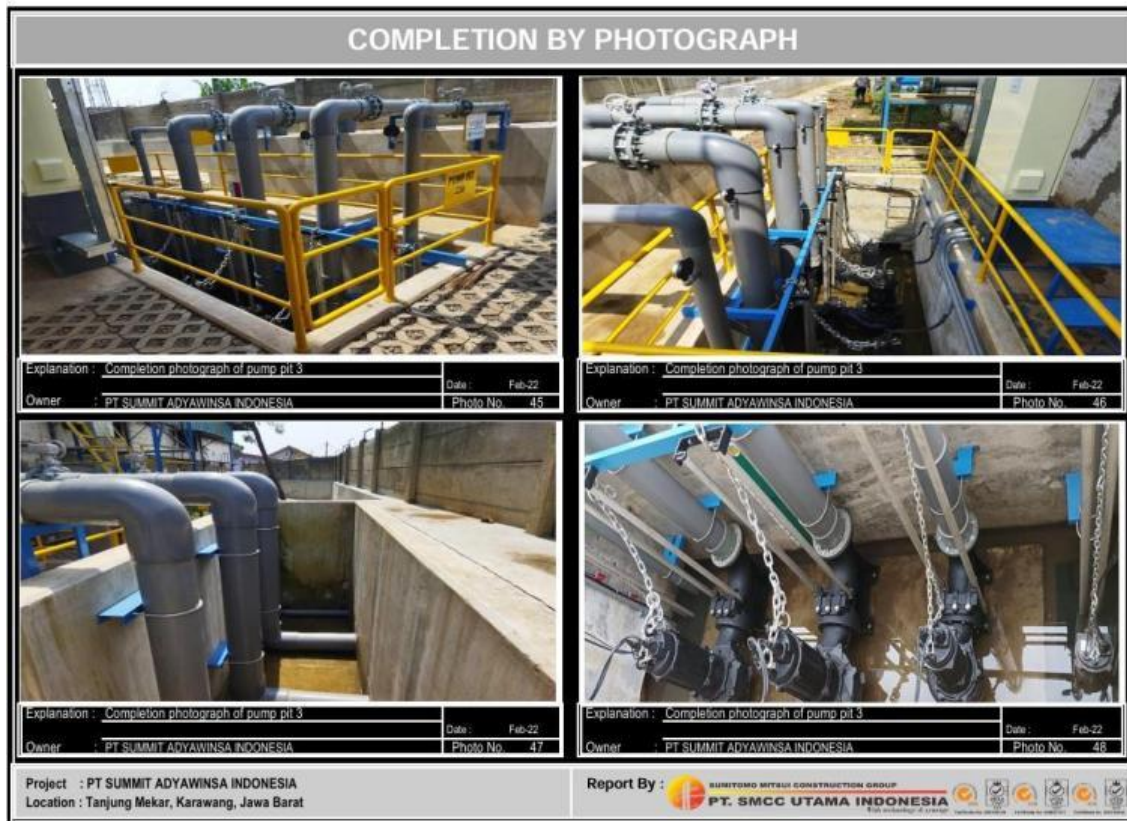 COMPLETION BY PHOTOGRAPH
Explanation : Completion photograph of pump pit 3
Date : Feb-22
Owner : PT SUMMIT ADYAWINSA INDONESIA
Photo No. 45
Explanation : Completion photograph of pump pit 3
Date : Feb-22
Owner : PT SUMMIT ADYAWINSA INDONESIA
Photo No. 46
Explanation : Completion photograph of pump pit 3
Date : Feb-22
Owner : PT SUMMIT ADYAWINSA INDONESIA
Photo No. 47
Explanation : Completion photograph of pump pit 3
Date : Feb-22
Owner : PT SUMMIT ADYAWINSA INDONESIA
Photo No. 48
Project : PT SUMMIT ADYAWINSA INDONESIA
Location : Tanjung Mekar, Karawang, Jawa Barat
Report By :
SUMITOMO MITSUI CONSTRUCTION GROUP
PT. SMCC UTAMA INDONESIA